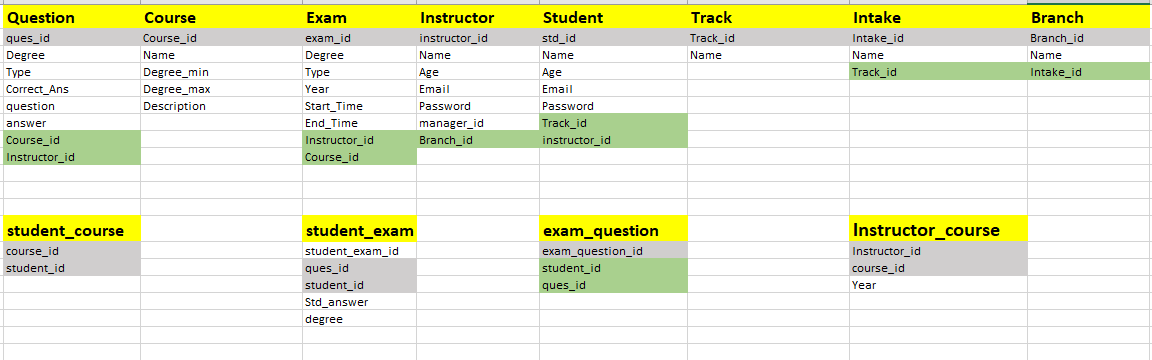 Question Course Exam Instructor Student Track Intake Branch
ques_id Course_id exam_id instructor_id std_id Track_id Intake_id Branch_id
Degree Name Degree Name Name Name Name Name
Type Degree_min Type Age Age Track_id Intake_id
Correct_Ans Degree_max Year Email Email
question Description Start_Time Password Password
answer End_Time manager_id Track_id
Course_id Instructor_id Branch_id instructor_id
Instructor_id Course_id
student_course student_exam exam_question Instructor_course
course_id student_exam_id exam_question_id Instructor_id
student_id ques_id student_id course_id
student_id ques_id Year
Std_answer
degree